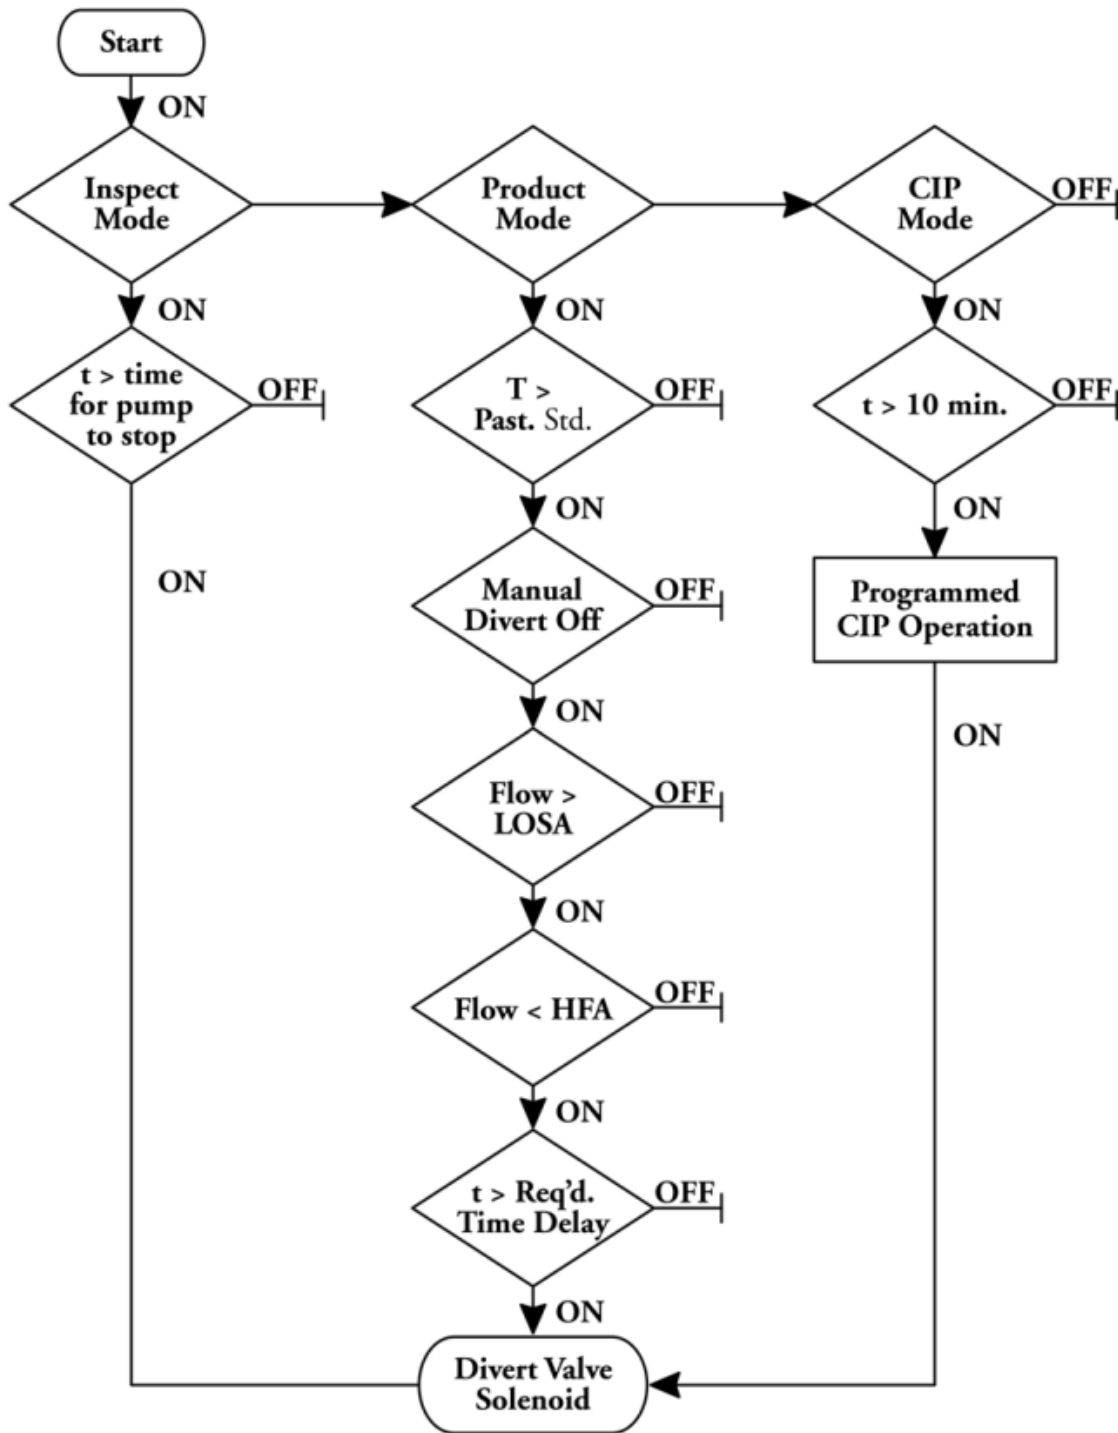 Start
ON
Inspect
Mode
Product
Mode
CIP
Mode
OFF
ON
ON
ON
t > time
for pump
to stop
OFF
T >
Past. Std.
OFF
t > 10 min.
OFF
ON
ON
ON
Manual
Divert Off
OFF
Programmed
CIP Operation
ON
ON
Flow >
LOSA
OFF
ON
Flow < HFA
OFF
ON
t > Req'd.
Time Delay
OFF
ON
Divert Valve
Solenoid